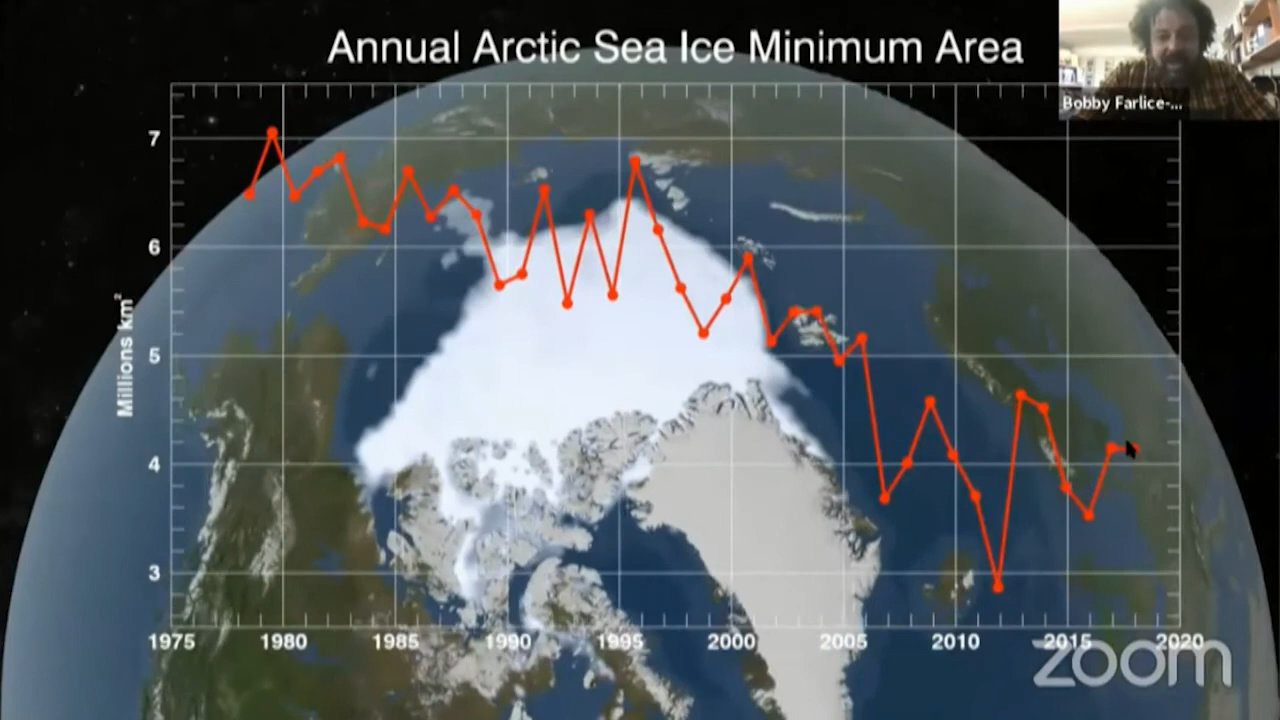 Annual Arctic Sea Ice Minimum Area
Bobby Farlice-...
7
6
5
4
3
Millions km²
1975 1980 1985 1990 1995 2000 2005 2010 2015 2020
zoom